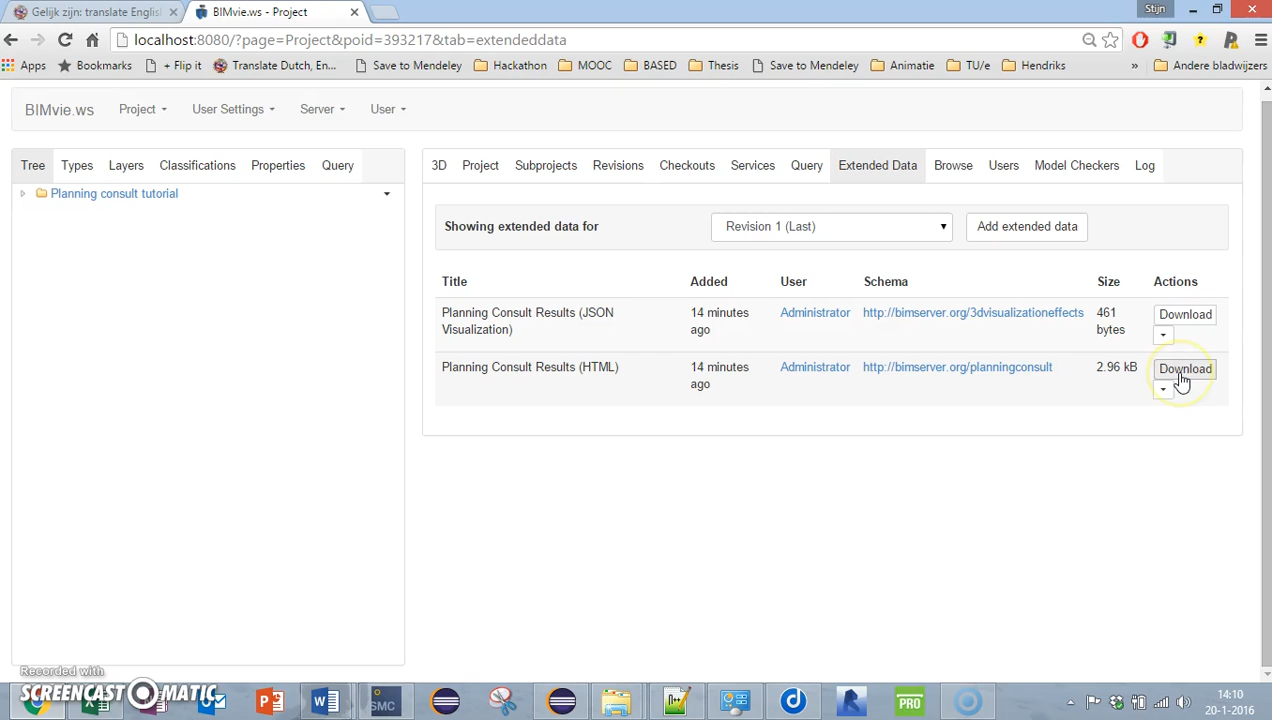 Gelijk zijn: translate English
BIMvie.ws - Project
Stijn
localhost:8080/?page=Project&poid=393217&tab=extendeddata
Apps Bookmarks + Flip it Translate Dutch, En... Save to Mendeley Hackathon MOOC BASED Thesis Save to Mendeley Animatie TU/e Hendriks » Andere bladwijzers
BIMvie.ws Project User Settings Server User
Tree Types Layers Classifications Properties Query
3D Project Subprojects Revisions Checkouts Services Query Extended Data Browse Users Model Checkers Log
Planning consult tutorial
Showing extended data for Revision 1 (Last) Add extended data
Title Added User Schema Size Actions
Planning Consult Results (JSON 14 minutes Administrator http://bimserver.org/3dvisualizationeffects 461 Download
Visualization) ago bytes
Planning Consult Results (HTML) 14 minutes Administrator http://bimserver.org/planningconsult 2.96 kB Download
ago
Recorded with
SCREENCAST MATIC
SMC
PRO
14:10
20-1-2016